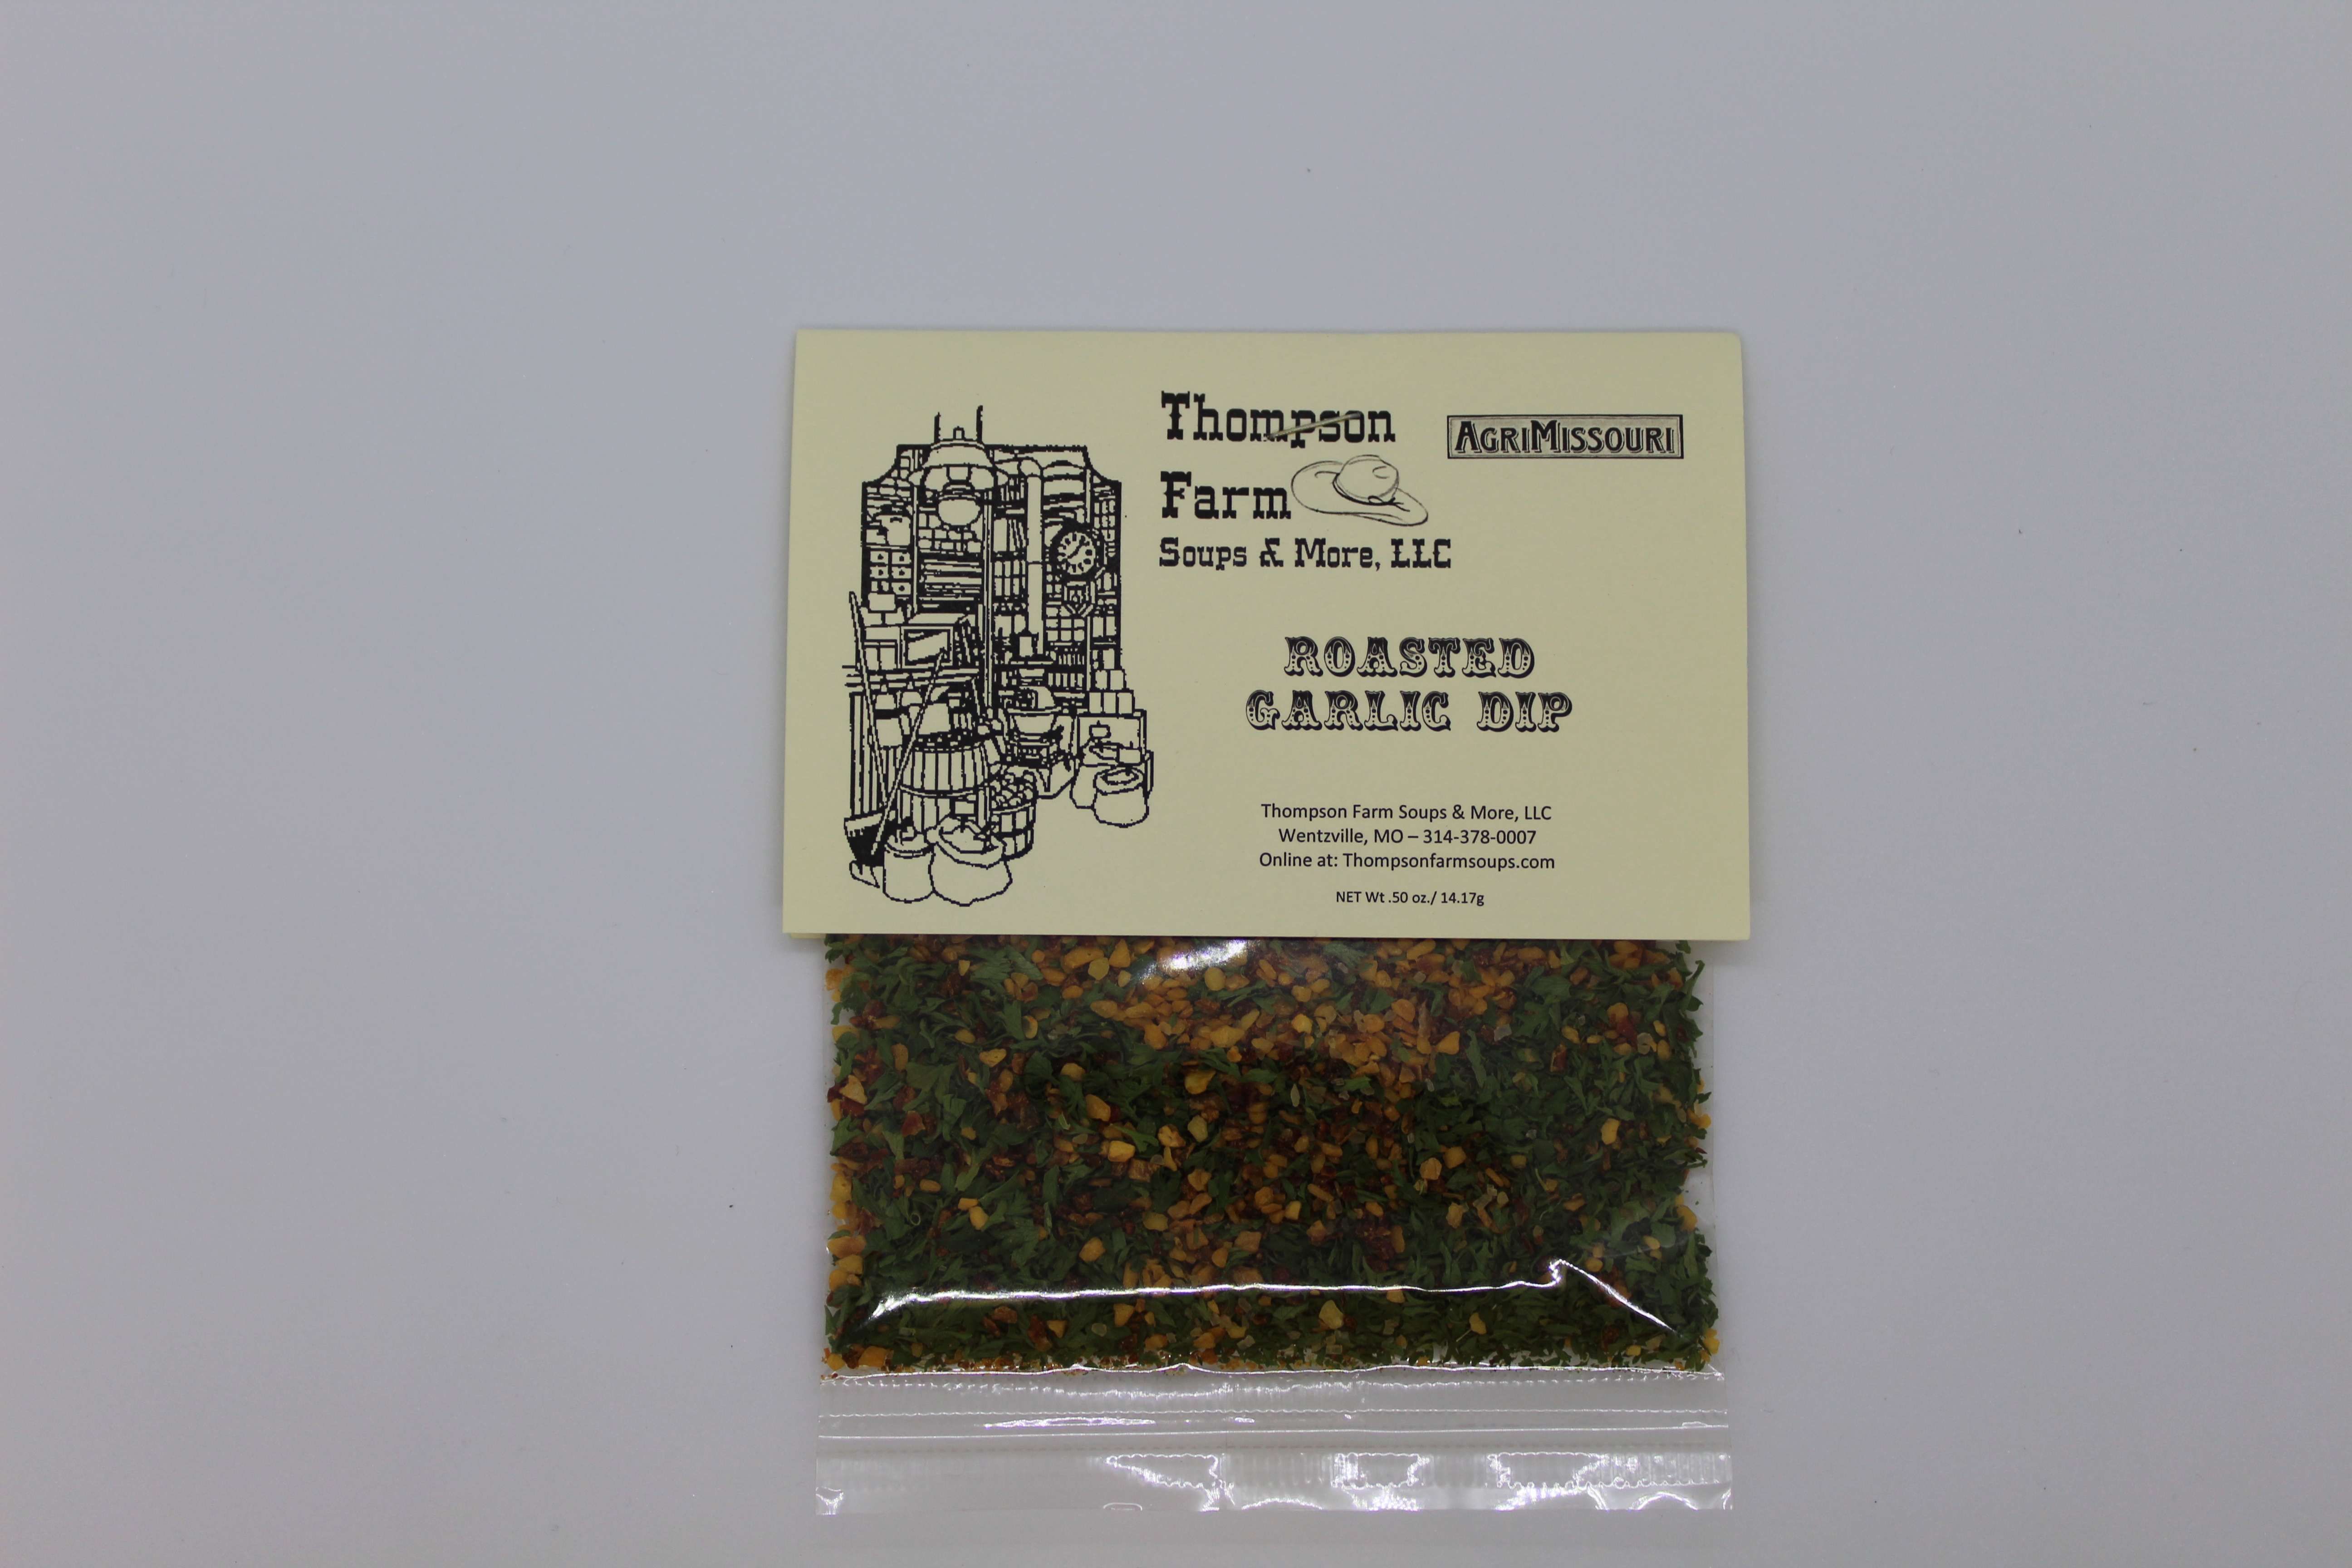 Thompson
Farm
Soups & More, LLC
AGRIMISSOURI
ROASTED
GARLIC DIP
Thompson Farm Soups & More, LLC
Wentzville, MO – 314-378-0007
Online at: Thompsonfarmsoups.com
NET Wt .50 oz./ 14.17g